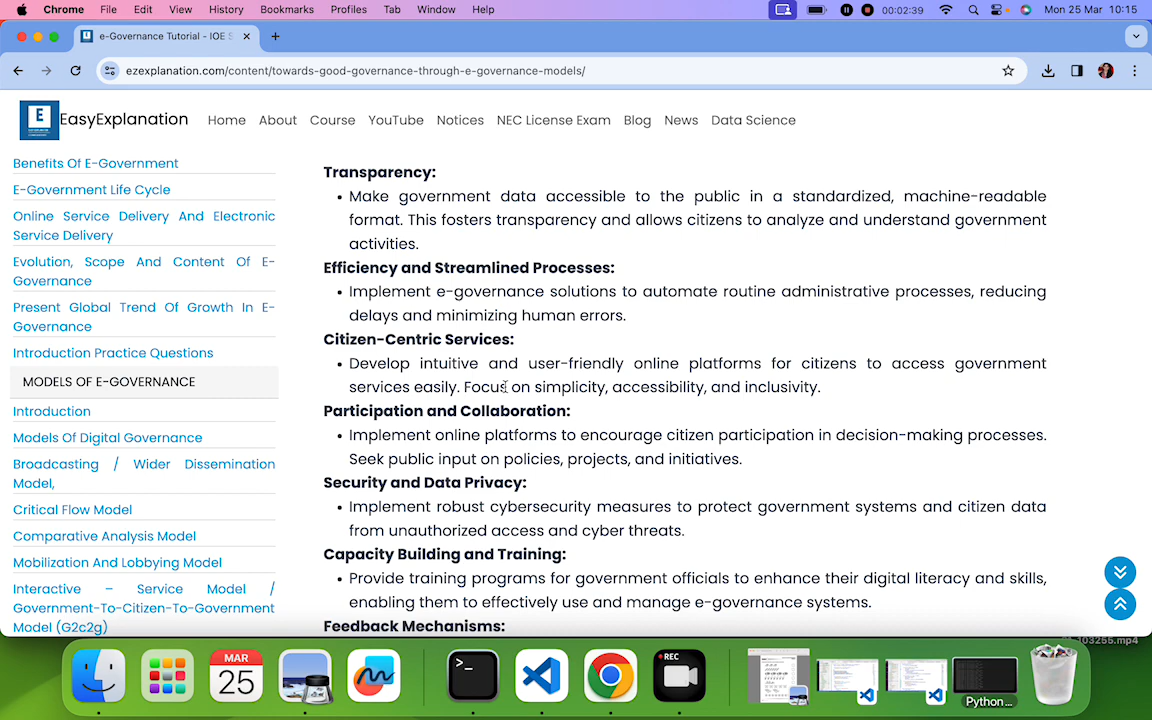 Chrome File Edit View History Bookmarks Profiles Tab Window Help 00:02:39 Mon 25 Mar 10:15
e-Governance Tutorial - IOE S
ezexplanation.com/content/towards-good-governance-through-e-governance-models/
E EasyExplanation Home About Course YouTube Notices NEC License Exam Blog News Data Science
Benefits Of E-Government
E-Government Life Cycle
Online Service Delivery And Electronic
Service Delivery
Evolution, Scope And Content Of E-
Governance
Present Global Trend Of Growth In E-
Governance
Introduction Practice Questions
MODELS OF E-GOVERNANCE
Introduction
Models Of Digital Governance
Broadcasting / Wider Dissemination
Model,
Critical Flow Model
Comparative Analysis Model
Mobilization And Lobbying Model
Interactive – Service Model /
Government-To-Citizen-To-Government
Model (G2c2g)
Transparency:
• Make government data accessible to the public in a standardized, machine-readable
format. This fosters transparency and allows citizens to analyze and understand government
activities.
Efficiency and Streamlined Processes:
• Implement e-governance solutions to automate routine administrative processes, reducing
delays and minimizing human errors.
Citizen-Centric Services:
• Develop intuitive and user-friendly online platforms for citizens to access government
services easily. Focus on simplicity, accessibility, and inclusivity.
Participation and Collaboration:
• Implement online platforms to encourage citizen participation in decision-making processes.
Seek public input on policies, projects, and initiatives.
Security and Data Privacy:
• Implement robust cybersecurity measures to protect government systems and citizen data
from unauthorized access and cyber threats.
Capacity Building and Training:
• Provide training programs for government officials to enhance their digital literacy and skills,
enabling them to effectively use and manage e-governance systems.
Feedback Mechanisms:
103255.mp4
MAR
25
REC
Python...